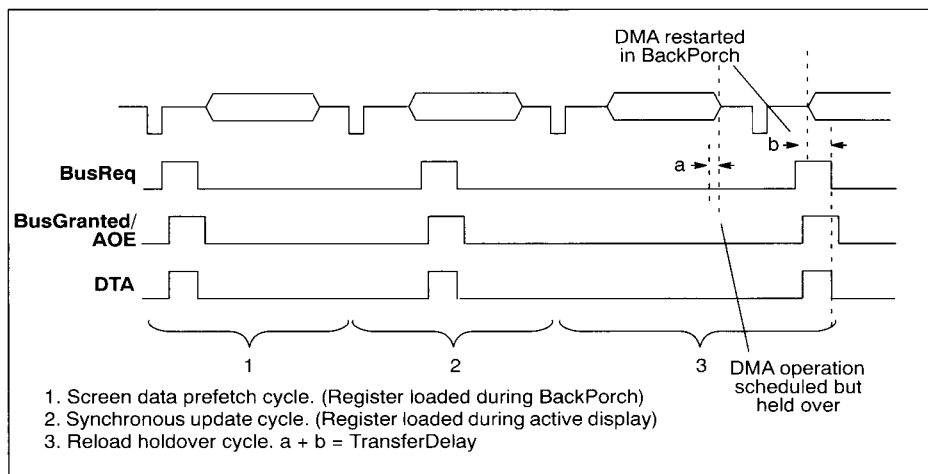 DMA restarted
in BackPorch
b
a
BusReq
BusGranted/
AOE
DTA
1
2
3
DMA operation
scheduled but
held over
1. Screen data prefetch cycle. (Register loaded during BackPorch)
2. Synchronous update cycle. (Register loaded during active display)
3. Reload holdover cycle. a + b = TransferDelay